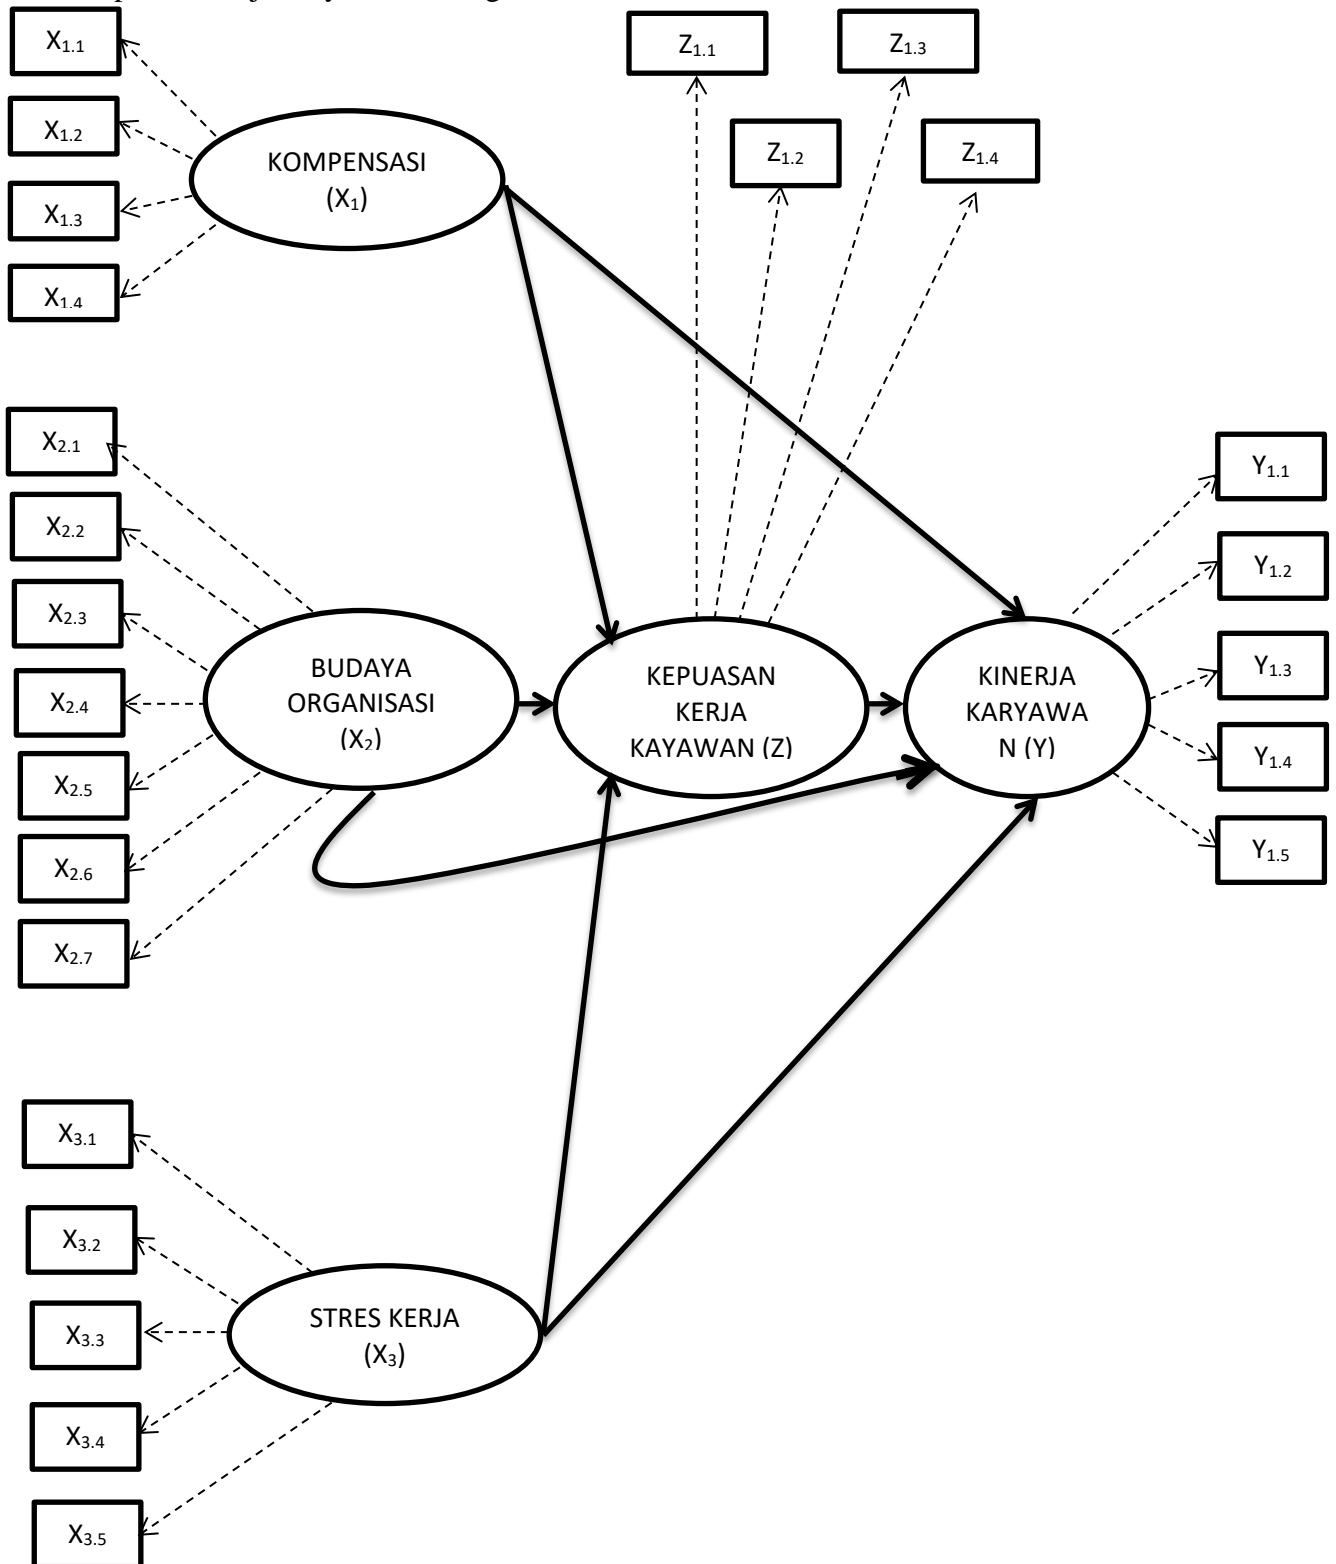 X1.1
X1.2
X1.3
X1.4
KOMPENSASI
(X1)
Z1.1
Z1.3
Z1.2
Z1.4
X2.1
X2.2
X2.3
X2.4
X2.5
X2.6
X2.7
BUDAYA
ORGANISASI
(X2)
KEPUASAN
KERJA
KAYAWAN (Z)
KINERJA
KARYAWA
N (Y)
Y1.1
Y1.2
Y1.3
Y1.4
Y1.5
X3.1
X3.2
X3.3
X3.4
X3.5
STRES KERJA
(X3)